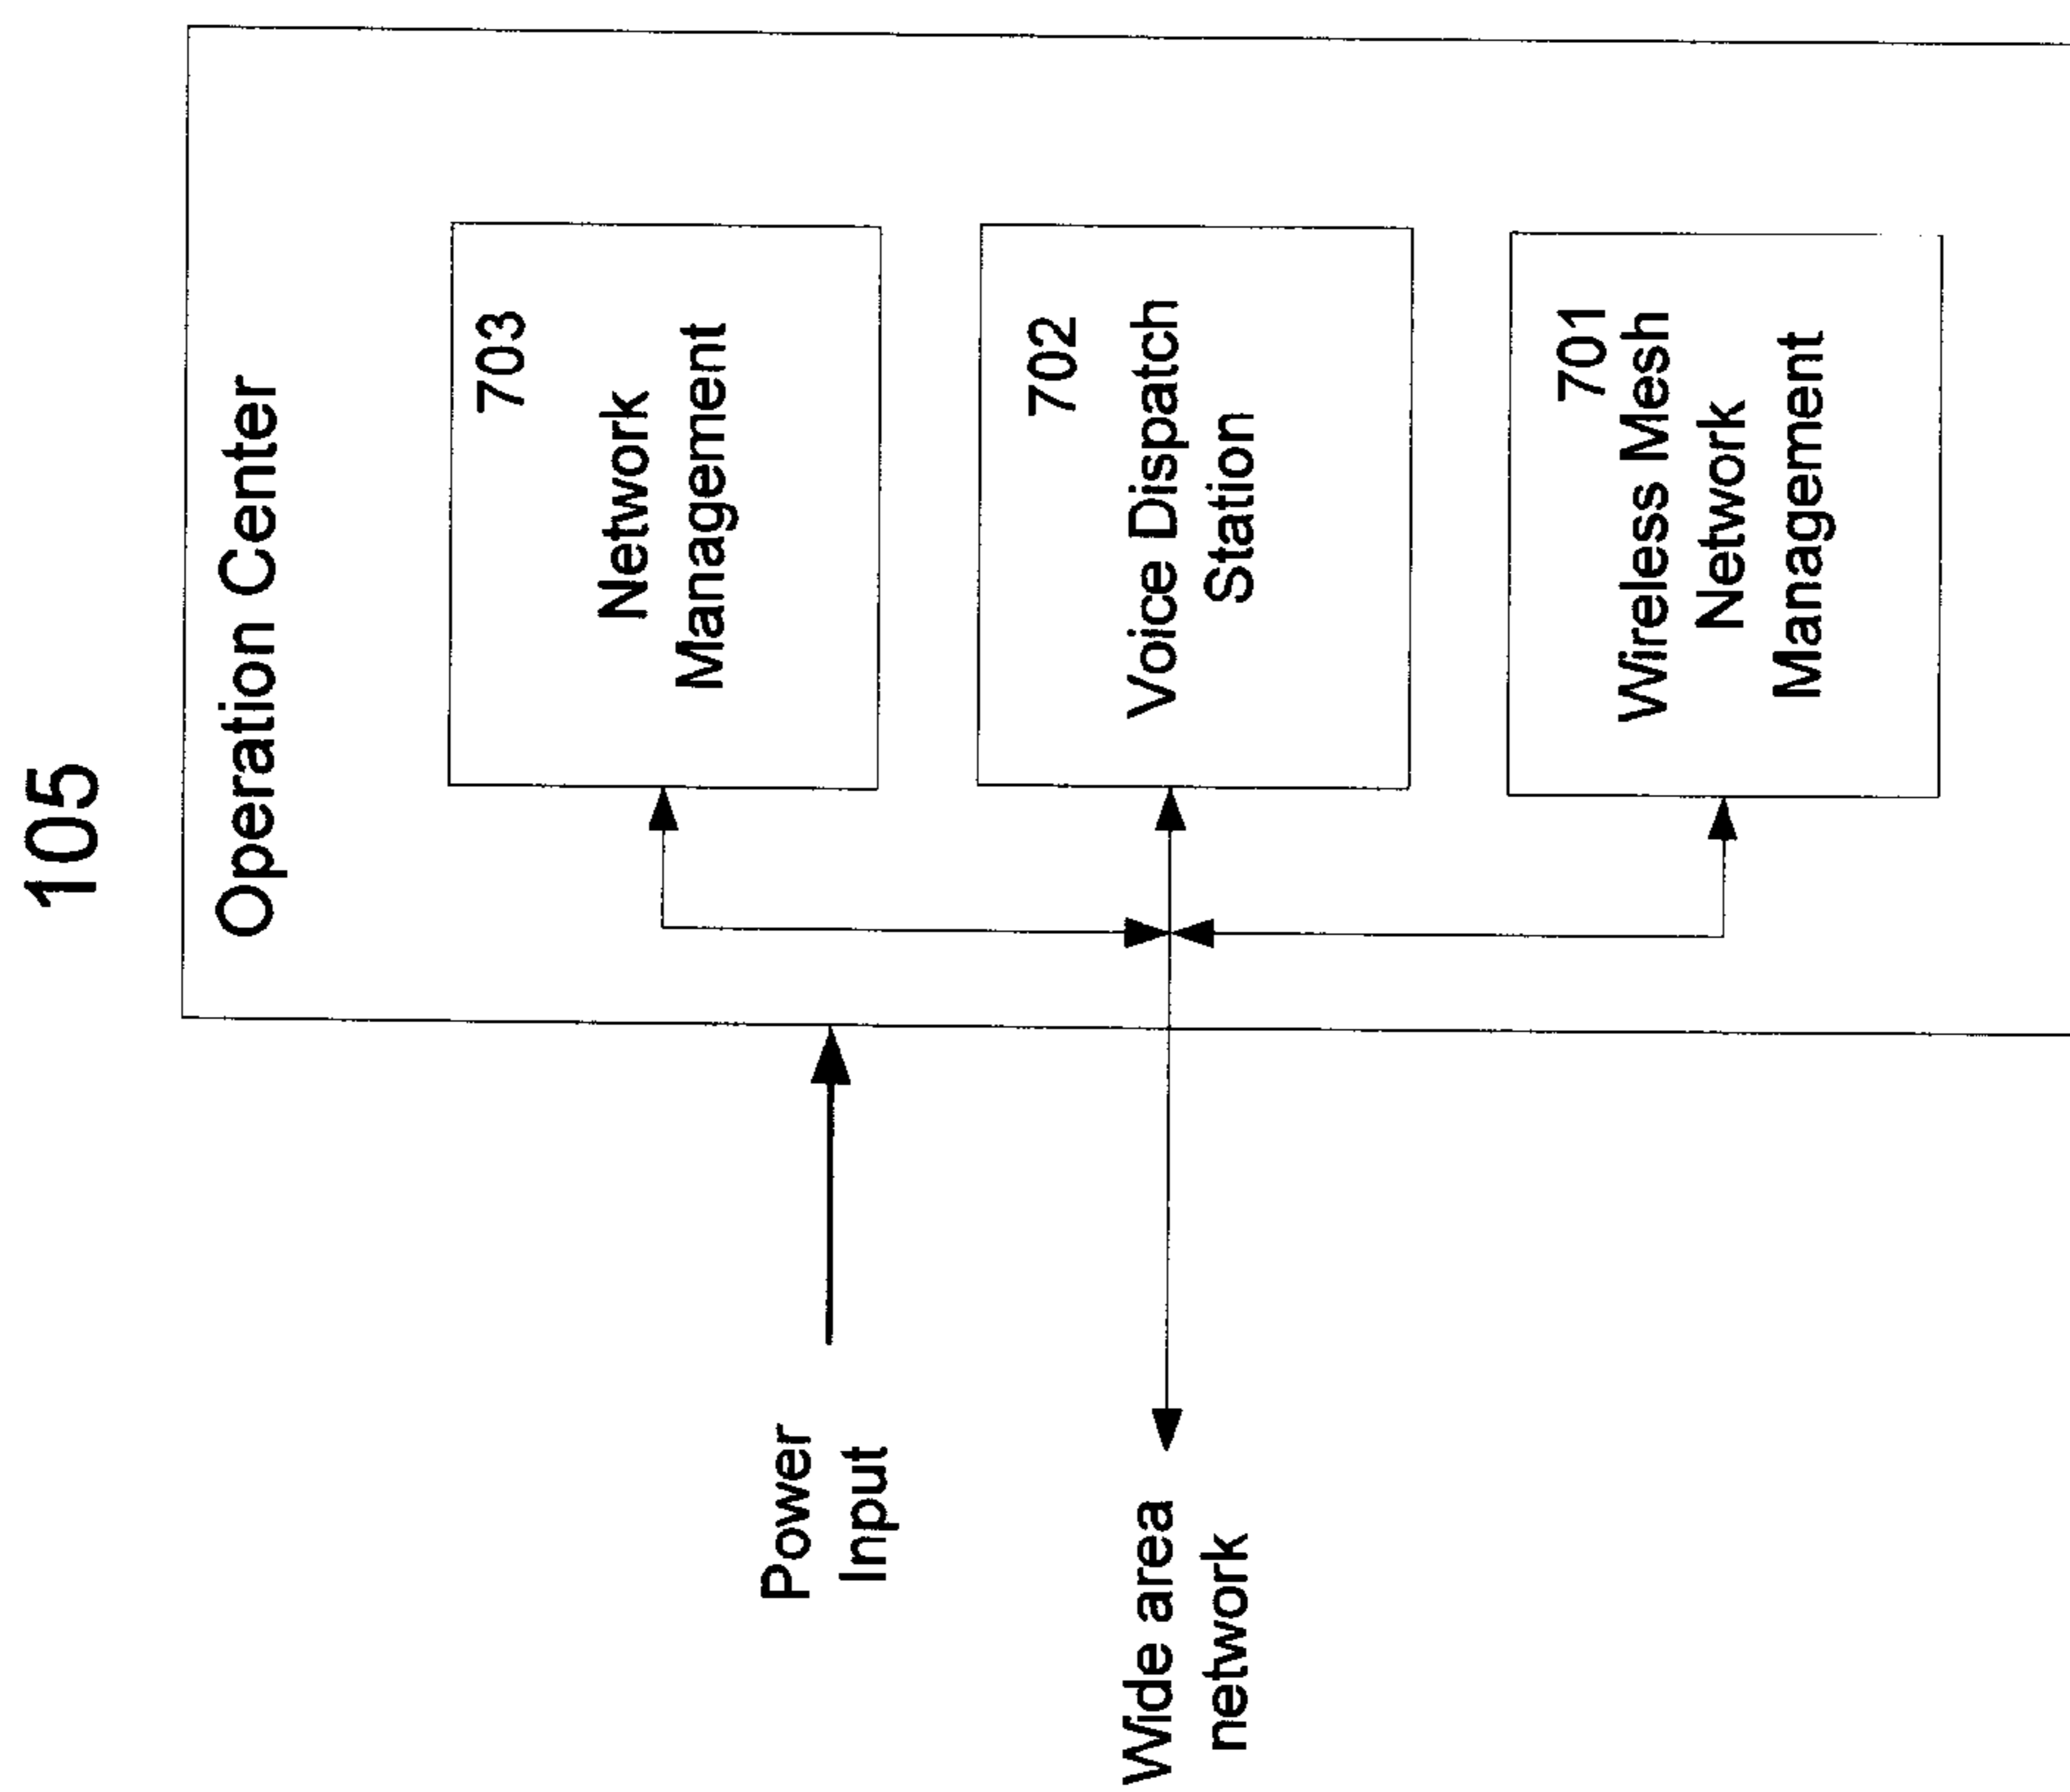 105
Operation Center
703
Network
Management
702
Voice Dispatch
Station
701
Wireless Mesh
Network
Management
Power
Input
Wide area
network